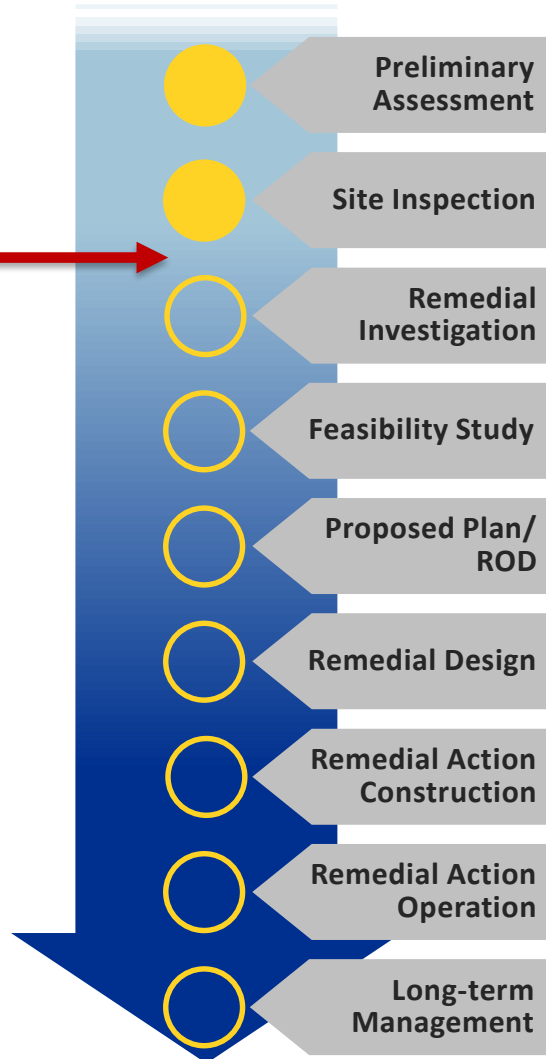 Preliminary
Assessment
Site Inspection
Remedial
Investigation
Feasibility Study
Proposed Plan/
ROD
Remedial Design
Remedial Action
Construction
Remedial Action
Operation
Long-term
Management